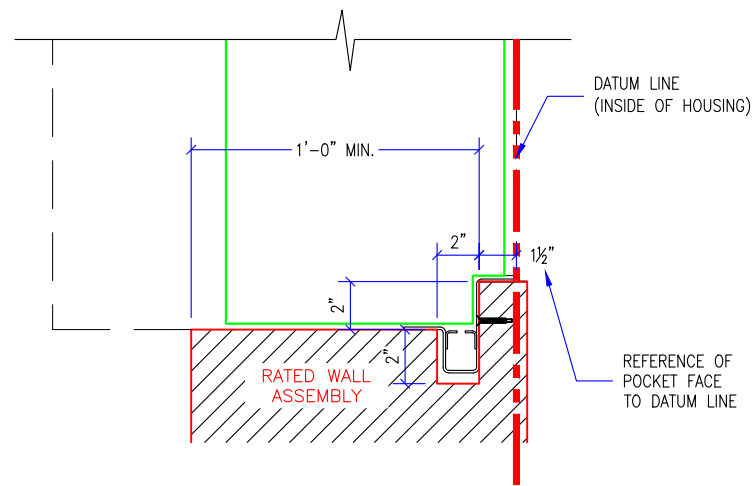 DATUM LINE
(INSIDE OF HOUSING)
1'-0" MIN.
2"
1½"
2"
2"
RATED WALL
ASSEMBLY
REFERENCE OF
POCKET FACE
TO DATUM LINE